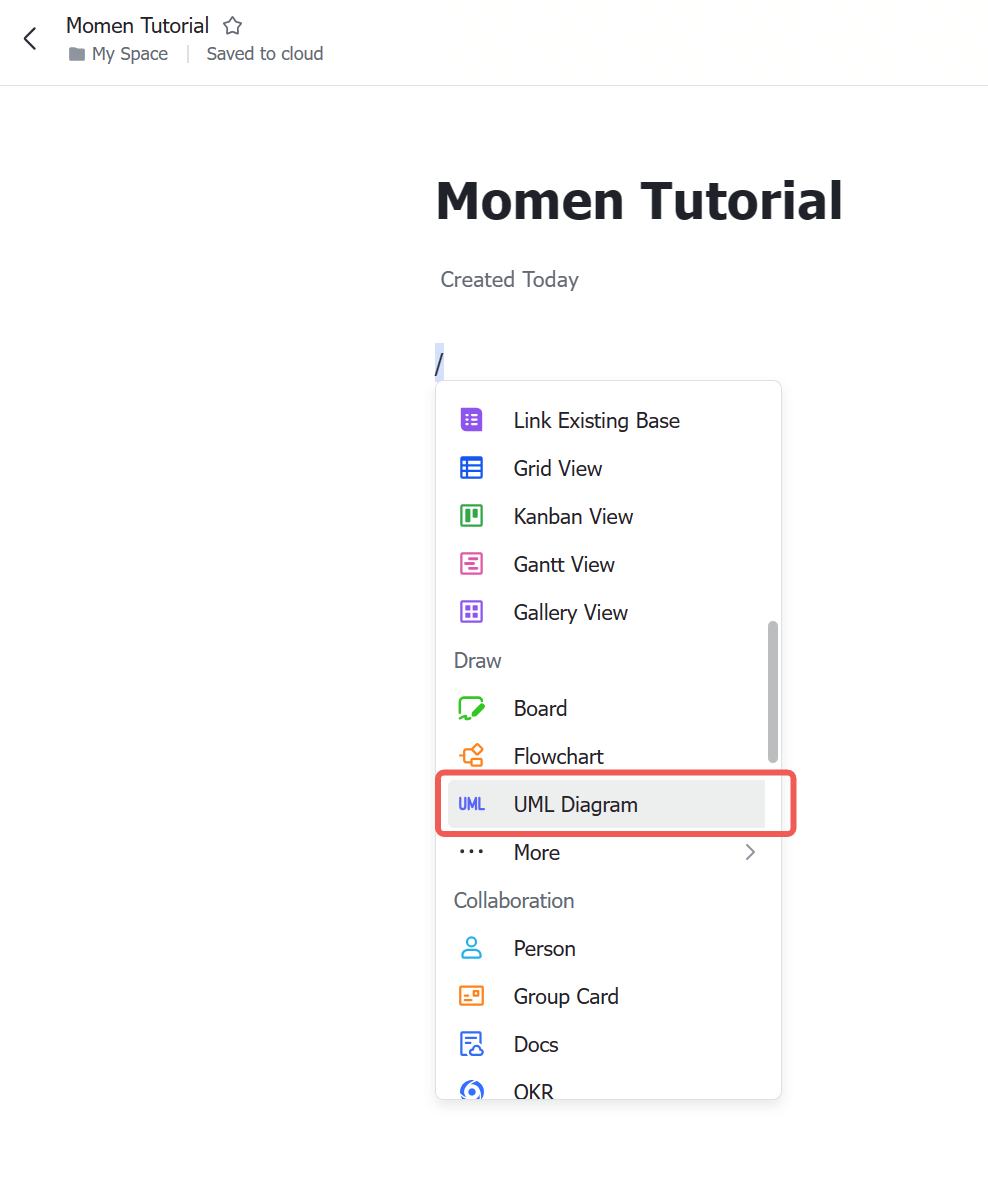 Momen Tutorial
My Space | Saved to cloud
Momen Tutorial
Created Today
/
Link Existing Base
Grid View
Kanban View
Gantt View
Gallery View
Draw
Board
Flowchart
UML UML Diagram
More
Collaboration
Person
Group Card
Docs
OKR